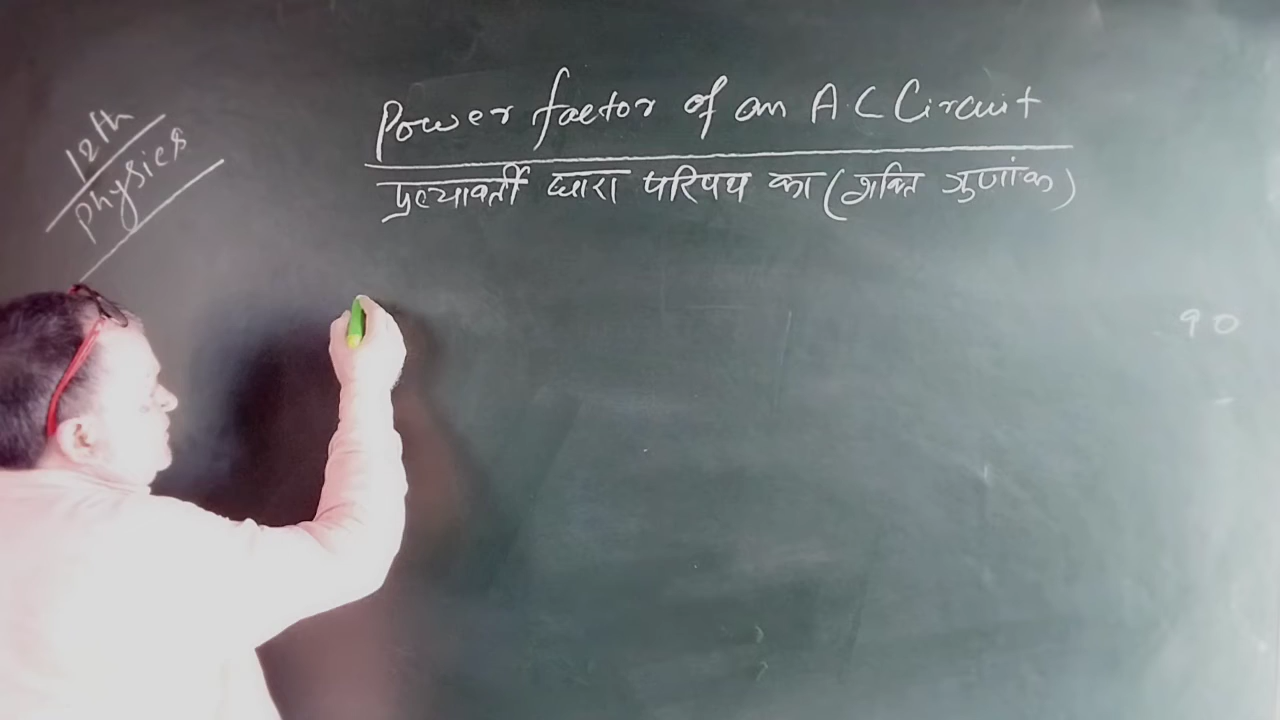 12th
Physics
Power factor of an A.C Circuit
प्रत्यावर्ती धारा परिपथ का (शक्ति गुणांक)
90